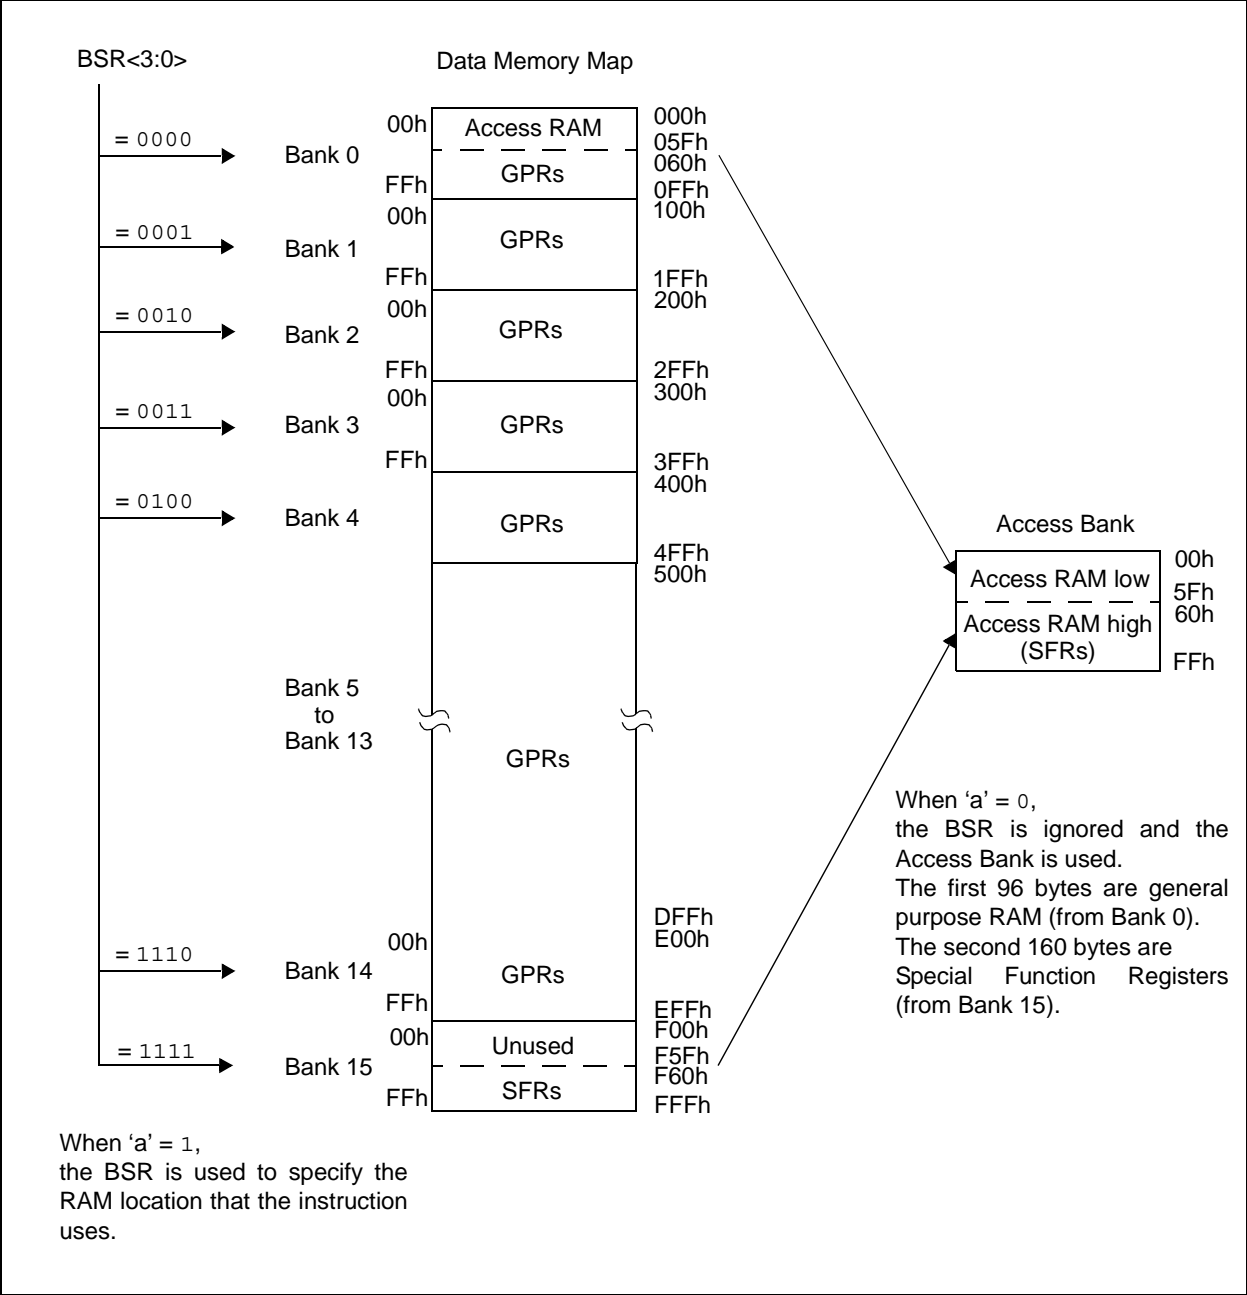 BSR<3:0>
Data Memory Map
= 0000
Bank 0
00h
Access RAM
000h
05Fh
060h
FFh
GPRs
0FFh
= 0001
Bank 1
00h
GPRs
100h
FFh
1FFh
= 0010
Bank 2
00h
GPRs
200h
FFh
2FFh
= 0011
Bank 3
00h
GPRs
300h
FFh
3FFh
= 0100
Bank 4
GPRs
400h
4FFh
500h
Bank 5
to
Bank 13
GPRs
DFFh
= 1110
Bank 14
00h
GPRs
E00h
FFh
EFFh
= 1111
Bank 15
00h
Unused
F00h
F5Fh
F60h
FFh
SFRs
FFFh
Access Bank
Access RAM low
00h
5Fh
Access RAM high
(SFRs)
60h
FFh
When ‘a’ = 0,
the BSR is ignored and the
Access Bank is used.
The first 96 bytes are general
purpose RAM (from Bank 0).
The second 160 bytes are
Special Function Registers
(from Bank 15).
When ‘a’ = 1,
the BSR is used to specify the
RAM location that the instruction
uses.